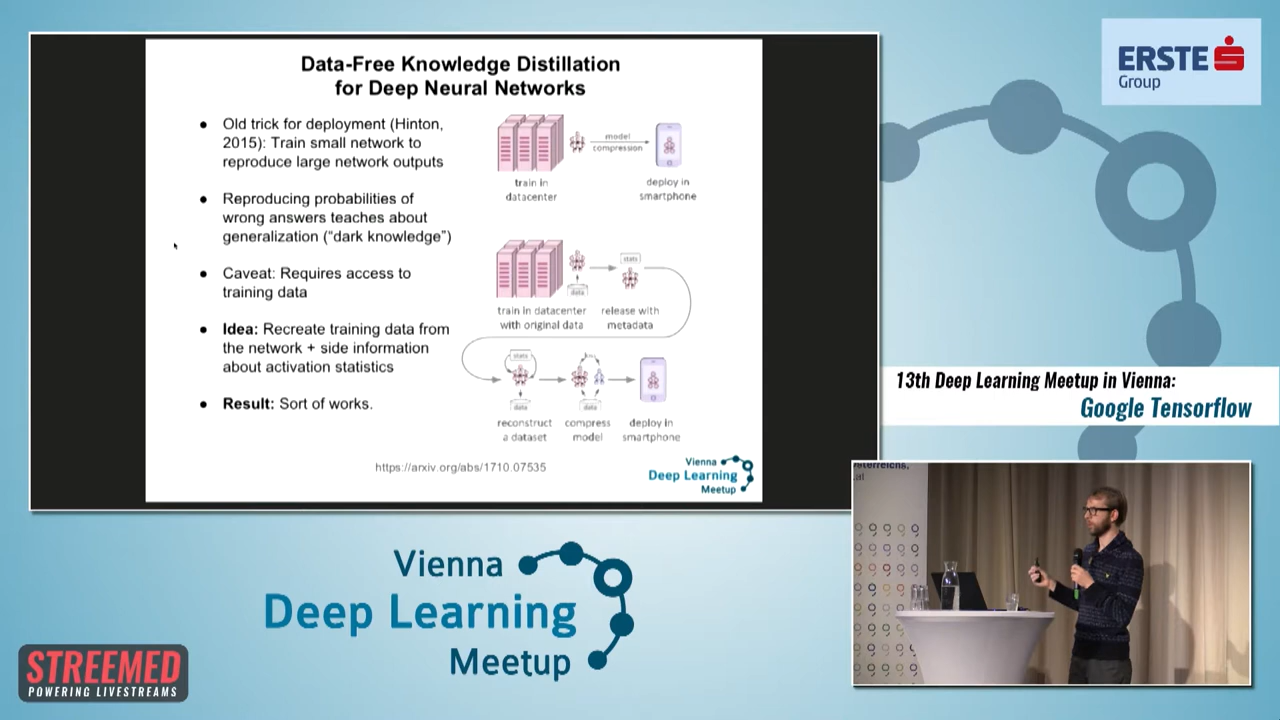 Data-Free Knowledge Distillation
for Deep Neural Networks
● Old trick for deployment (Hinton,
2015): Train small network to
reproduce large network outputs
● Reproducing probabilities of
wrong answers teaches about
generalization (“dark knowledge”)
● Caveat: Requires access to
training data
● Idea: Recreate training data from
the network + side information
about activation statistics
● Result: Sort of works.
model
compression
train in
datacenter
deploy in
smartphone
stats
data
train in datacenter
with original data
release with
metadata
stats
data
data
reconstruct
a dataset
compress
model
deploy in
smartphone
https://arxiv.org/abs/1710.07535
Vienna
Deep Learning
Meetup
ERSTE
Group
13th Deep Learning Meetup in Vienna:
Google Tensorflow
Vienna
Deep Learning
Meetup
STREEMED
POWERING LIVESTREAMS